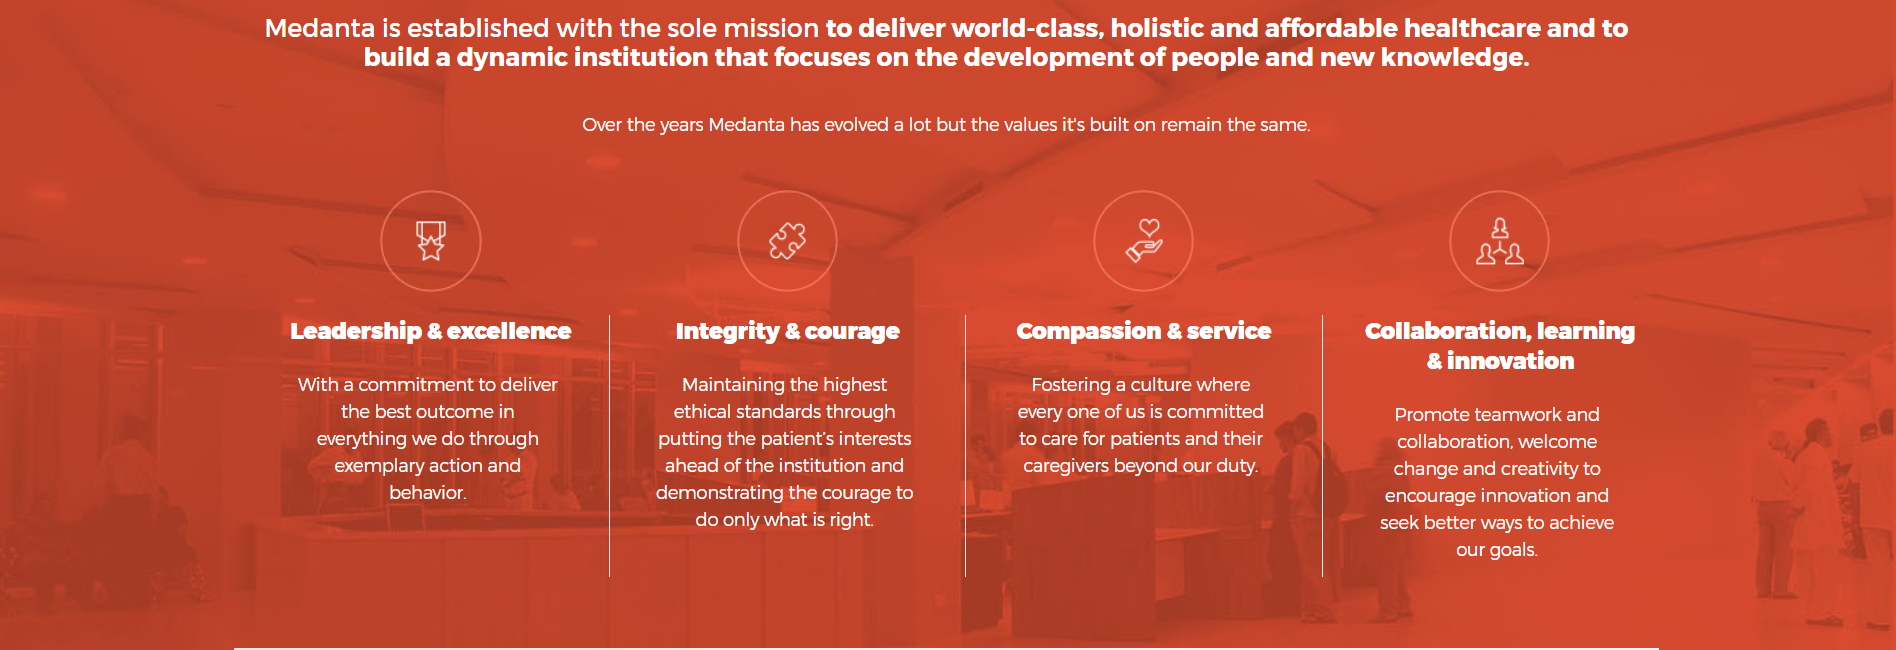 Medanta is established with the sole mission to deliver world-class, holistic and affordable healthcare and to
build a dynamic institution that focuses on the development of people and new knowledge.
Over the years Medanta has evolved a lot but the values it's built on remain the same.
Leadership & excellence
With a commitment to deliver
the best outcome in
everything we do through
exemplary action and
behavior.
Integrity & courage
Maintaining the highest
ethical standards through
putting the patient’s interests
ahead of the institution and
demonstrating the courage to
do only what is right.
Compassion & service
Fostering a culture where
every one of us is committed
to care for patients and their
caregivers beyond our duty.
Collaboration, learning
& innovation
Promote teamwork and
collaboration, welcome
change and creativity to
encourage innovation and
seek better ways to achieve
our goals.